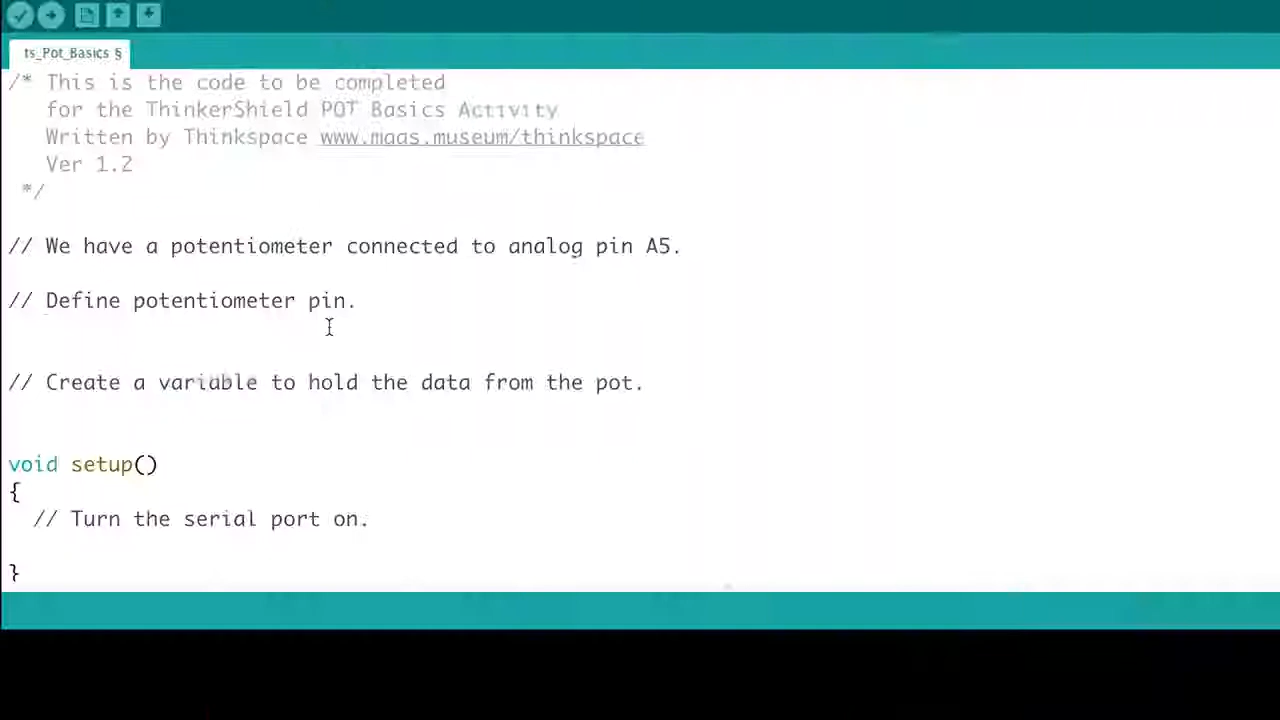 ts_Pot_Basics §
/* This is the code to be completed
for the ThinkerShield POT Basics Activity
Written by Thinkspace www.maas.museum/thinkspace
Ver 1.2
*/
// We have a potentiometer connected to analog pin A5.
// Define potentiometer pin.
// Create a variable to hold the data from the pot.
void setup()
{
// Turn the serial port on.
}